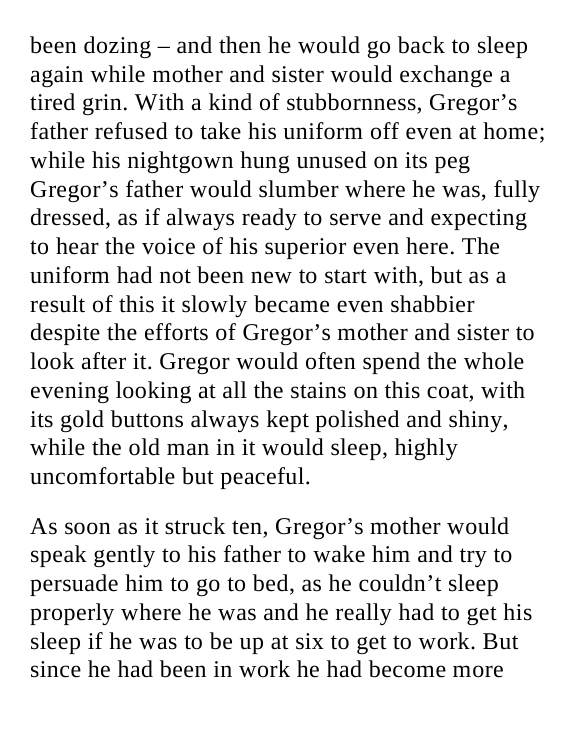 been dozing – and then he would go back to sleep
again while mother and sister would exchange a
tired grin. With a kind of stubbornness, Gregor’s
father refused to take his uniform off even at home;
while his nightgown hung unused on its peg
Gregor’s father would slumber where he was, fully
dressed, as if always ready to serve and expecting
to hear the voice of his superior even here. The
uniform had not been new to start with, but as a
result of this it slowly became even shabbier
despite the efforts of Gregor’s mother and sister to
look after it. Gregor would often spend the whole
evening looking at all the stains on this coat, with
its gold buttons always kept polished and shiny,
while the old man in it would sleep, highly
uncomfortable but peaceful.
As soon as it struck ten, Gregor’s mother would
speak gently to his father to wake him and try to
persuade him to go to bed, as he couldn’t sleep
properly where he was and he really had to get his
sleep if he was to be up at six to get to work. But
since he had been in work he had become more